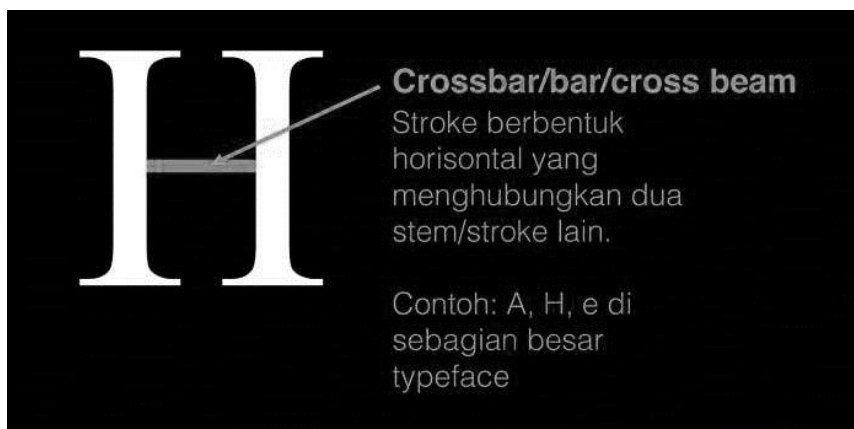 H
Crossbar/bar/cross beam
Stroke berbentuk
horisontal yang
menghubungkan dua
stem/stroke lain.
Contoh: A, H, e di
sebagian besar
typeface